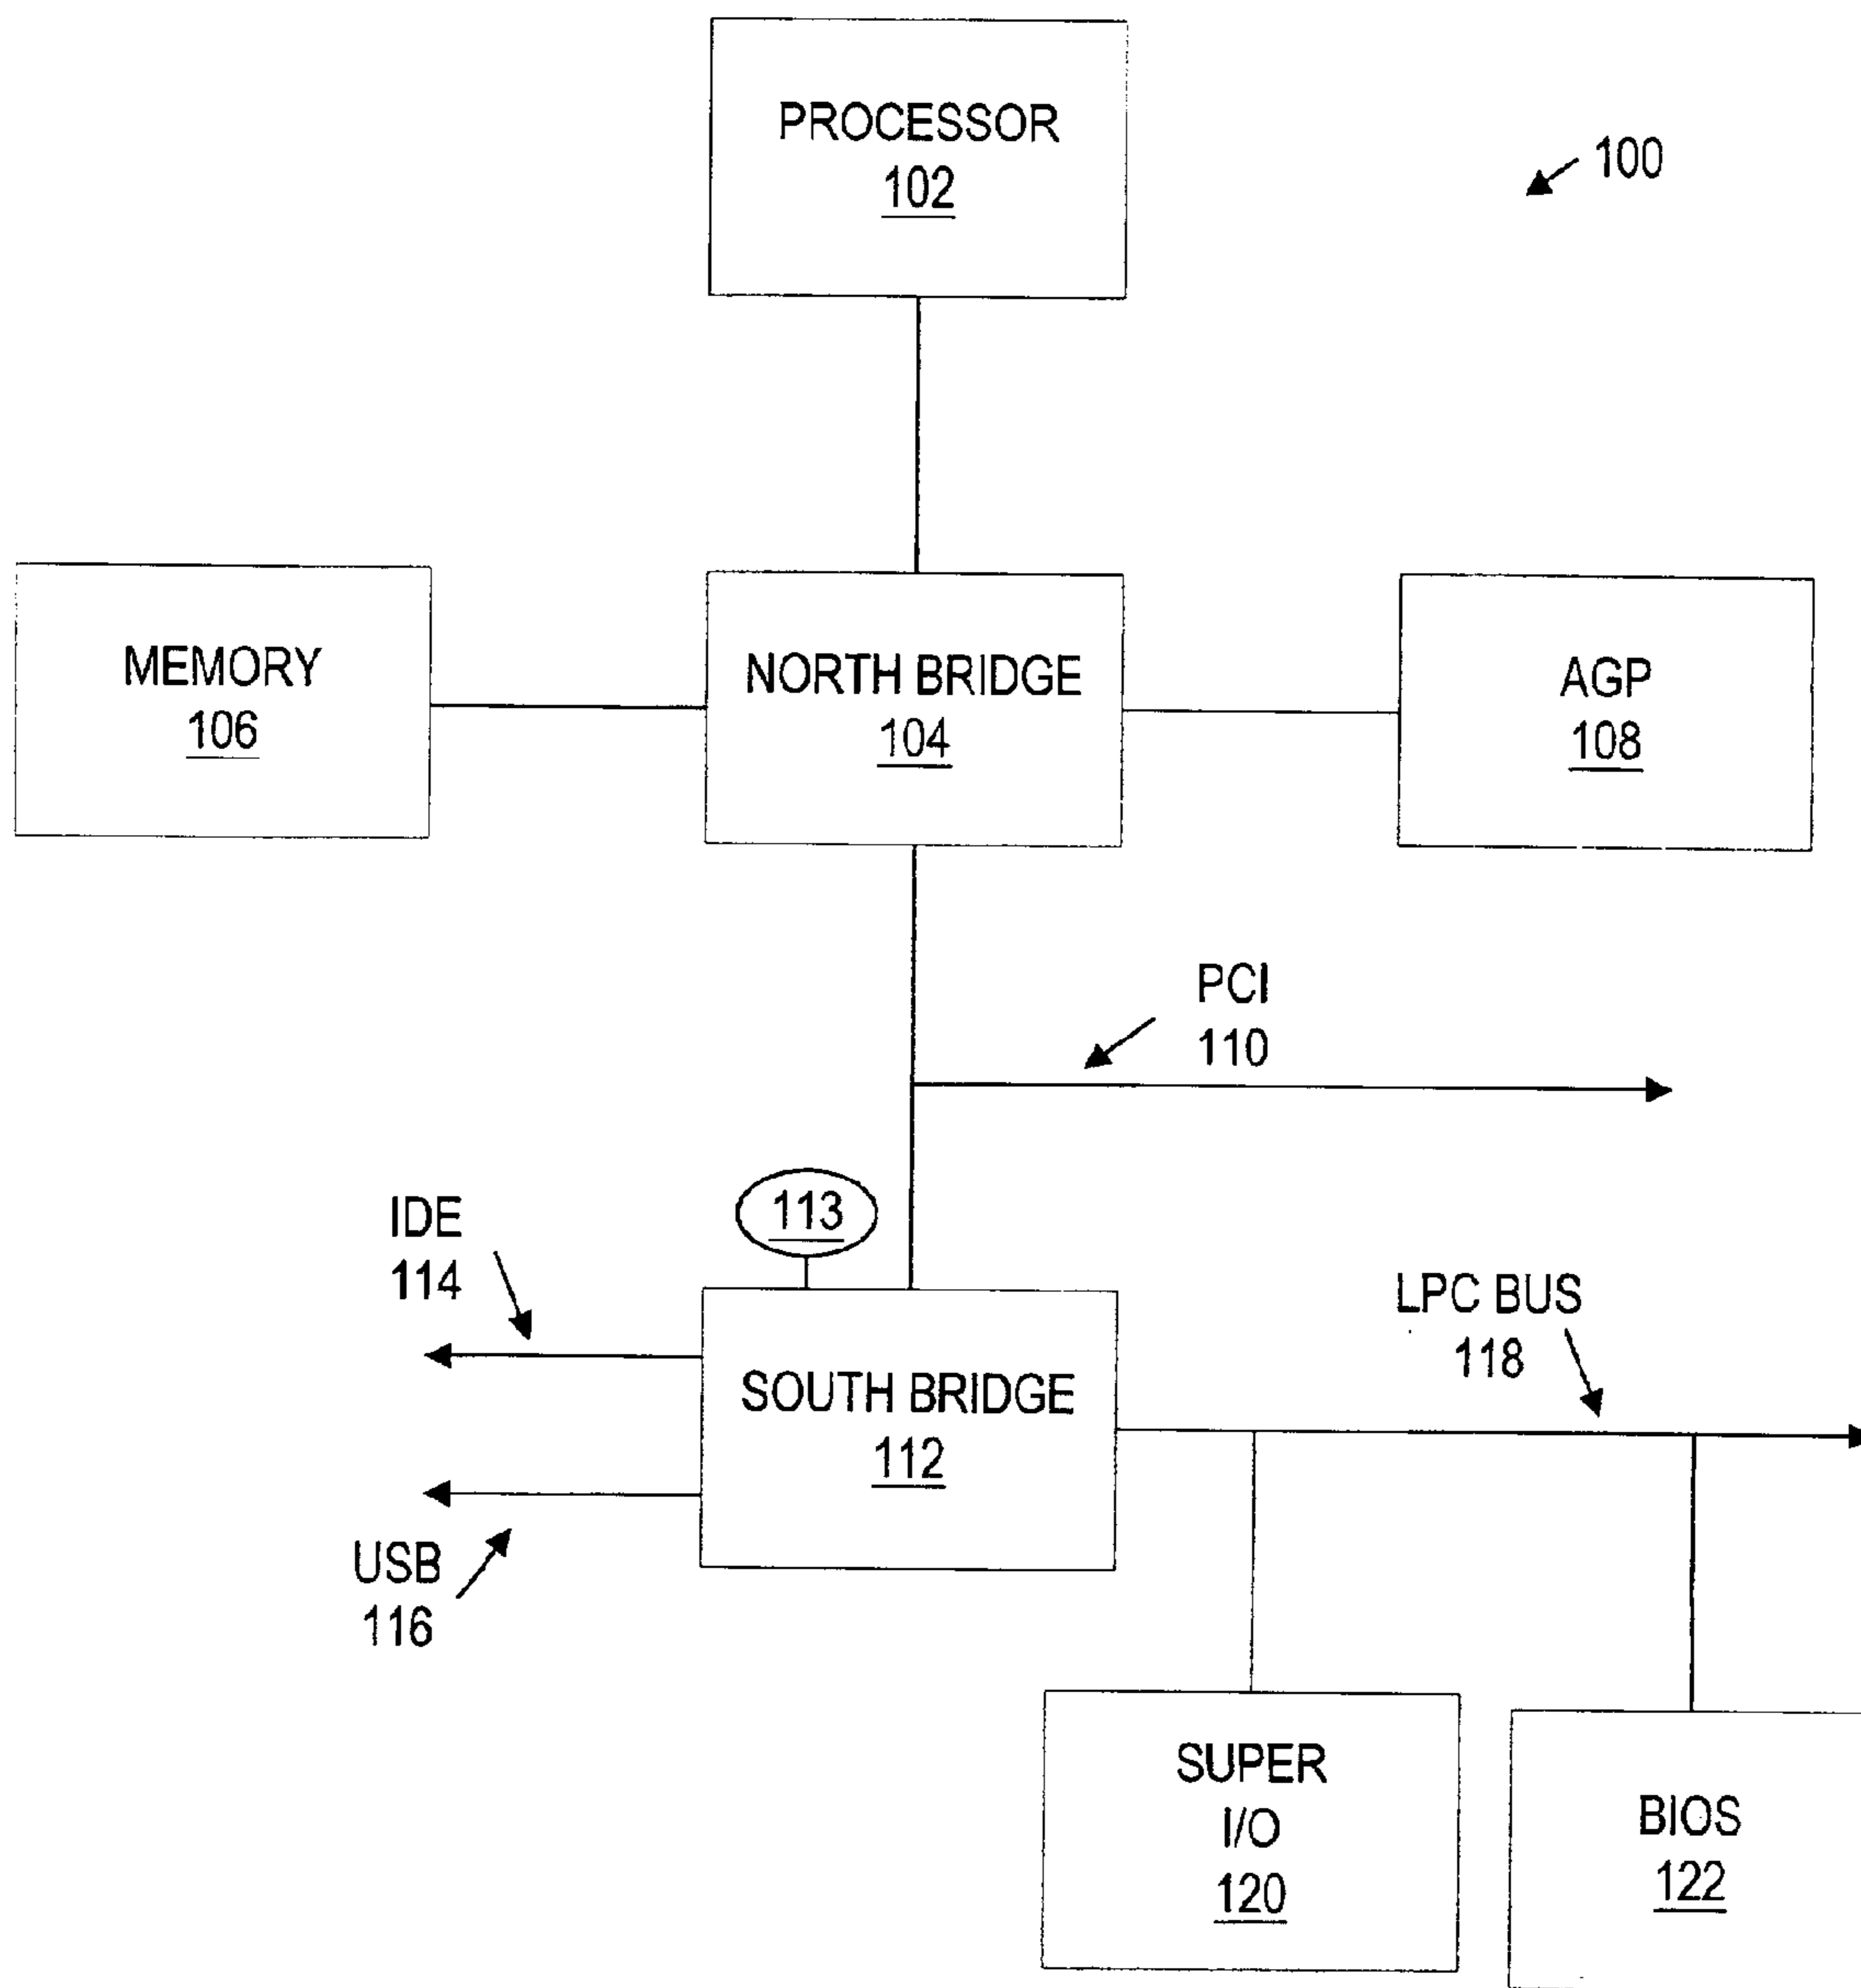 PROCESSOR
102
100
MEMORY
106
NORTH BRIDGE
104
AGP
108
PCI
110
113
IDE
114
LPC BUS
118
SOUTH BRIDGE
112
USB
116
SUPER
I/O
120
BIOS
122